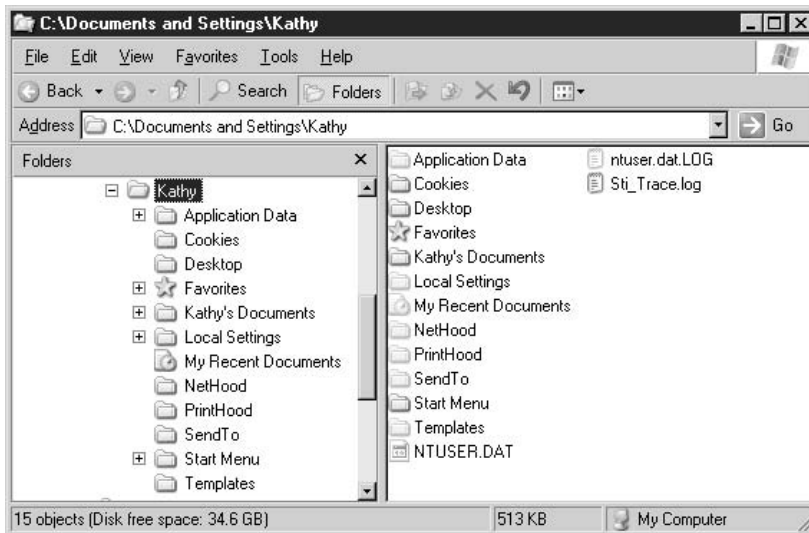 C:\Documents and Settings\Kathy
File Edit View Favorites Tools Help
Back Search Folders
Address C:\Documents and Settings\Kathy Go
Folders
Kathy
Application Data
Cookies
Desktop
Favorites
Kathy's Documents
Local Settings
My Recent Documents
NetHood
PrintHood
SendTo
Start Menu
Templates
Application Data
Cookies
Desktop
Favorites
Kathy's Documents
Local Settings
My Recent Documents
NetHood
PrintHood
SendTo
Start Menu
Templates
NTUSER.DAT
ntuser.dat.LOG
Sti_Trace.log
15 objects (Disk free space: 34.6 GB) 513 KB My Computer